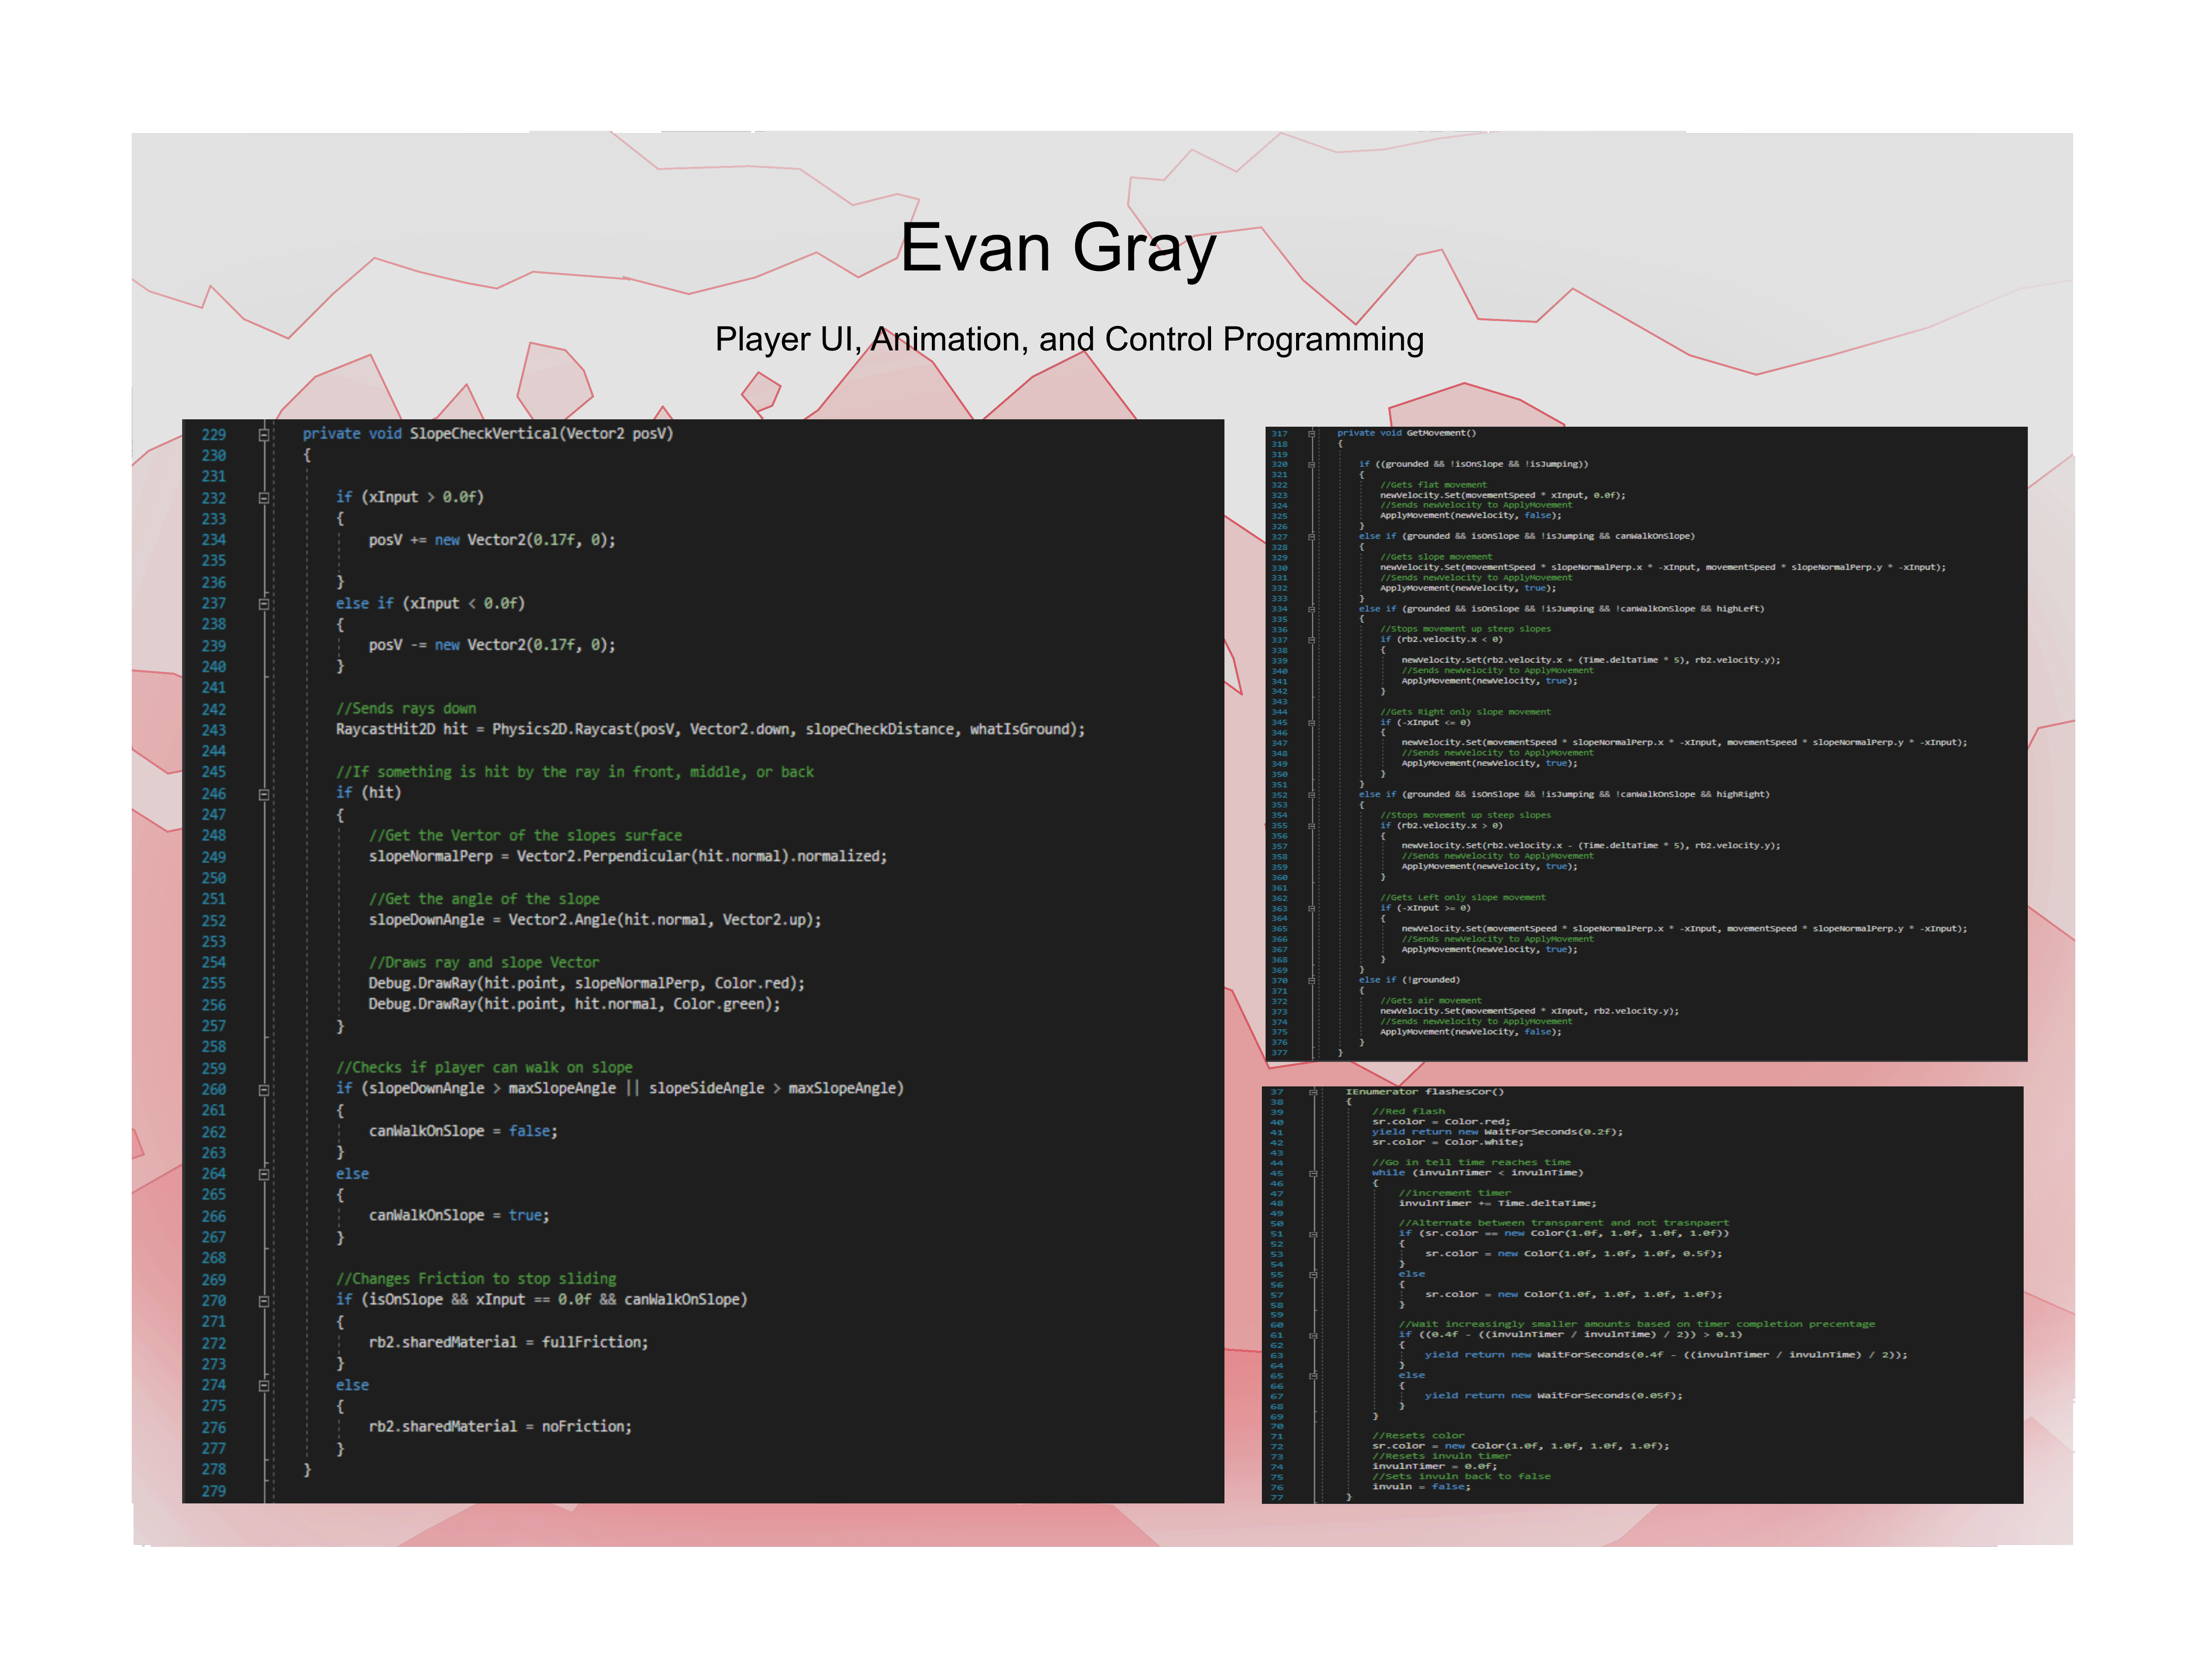 Evan Gray
Player UI, Animation, and Control Programming
229 private void SlopeCheckVertical(Vector2 posV)
230 {
231
232 if (xInput > 0.0f)
233 {
234 posV += new Vector2(0.17f, 0);
235
236 }
237 else if (xInput < 0.0f)
238 {
239 posV -= new Vector2(0.17f, 0);
240 }
241
242 //Sends rays down
243 RaycastHit2D hit = Physics2D.Raycast(posV, Vector2.down, slopeCheckDistance, whatIsGround);
244
245 //If something is hit by the ray in front, middle, or back
246 if (hit)
247 {
248 //Get the Vertor of the slopes surface
249 slopeNormalPerp = Vector2.Perpendicular(hit.normal).normalized;
250
251 //Get the angle of the slope
252 slopeDownAngle = Vector2.Angle(hit.normal, Vector2.up);
253
254 //Draws ray and slope Vector
255 Debug.DrawRay(hit.point, slopeNormalPerp, Color.red);
256 Debug.DrawRay(hit.point, hit.normal, Color.green);
257 }
258
259 //Checks if player can walk on slope
260 if (slopeDownAngle > maxSlopeAngle || slopeSideAngle > maxSlopeAngle)
261 {
262 canWalkOnSlope = false;
263 }
264 else
265 {
266 canWalkOnSlope = true;
267 }
268
269 //Changes Friction to stop sliding
270 if (isOnSlope && xInput == 0.0f && canWalkOnSlope)
271 {
272 rb2.sharedMaterial = fullFriction;
273 }
274 else
275 {
276 rb2.sharedMaterial = noFriction;
277 }
278 }
279
317 private void GetMovement()
318 {
319
320 if ((grounded && !isOnSlope && !isJumping))
321 {
322 //Gets flat movement
323 newVelocity.Set(movementSpeed * xInput, 0.0f);
324 //Sends newVelocity to ApplyMovement
325 ApplyMovement(newVelocity, false);
326 }
327 else if (grounded && isOnSlope && !isJumping && canWalkOnSlope)
328 {
329 //Gets slope movement
330 newVelocity.Set(movementSpeed * slopeNormalPerp.x * -xInput, movementSpeed * slopeNormalPerp.y * -xInput);
331 //Sends newVelocity to ApplyMovement
332 ApplyMovement(newVelocity, true);
333 }
334 else if (grounded && isOnSlope && !isJumping && !canWalkOnSlope && highLeft)
335 {
336 //Stops movement up steep slopes
337 if (rb2.velocity.x < 0)
338 {
339 newVelocity.Set(rb2.velocity.x + (Time.deltaTime * 5), rb2.velocity.y);
340 //Sends newVelocity to ApplyMovement
341 ApplyMovement(newVelocity, true);
342 }
343
344 //Gets Right only slope movement
345 if (-xInput <= 0)
346 {
347 newVelocity.Set(movementSpeed * slopeNormalPerp.x * -xInput, movementSpeed * slopeNormalPerp.y * -xInput);
348 //Sends newVelocity to ApplyMovement
349 ApplyMovement(newVelocity, true);
350 }
351 }
352 else if (grounded && isOnSlope && !isJumping && !canWalkOnSlope && highRight)
353 {
354 //Stops movement up steep slopes
355 if (rb2.velocity.x > 0)
356 {
357 newVelocity.Set(rb2.velocity.x - (Time.deltaTime * 5), rb2.velocity.y);
358 //Sends newVelocity to ApplyMovement
359 ApplyMovement(newVelocity, true);
360 }
361
362 //Gets Left only slope movement
363 if (-xInput >= 0)
364 {
365 newVelocity.Set(movementSpeed * slopeNormalPerp.x * -xInput, movementSpeed * slopeNormalPerp.y * -xInput);
366 //Sends newVelocity to ApplyMovement
367 ApplyMovement(newVelocity, true);
368 }
369 }
370 else if (!grounded)
371 {
372 //Gets air movement
373 newVelocity.Set(movementSpeed * xInput, rb2.velocity.y);
374 //Sends newVelocity to ApplyMovement
375 ApplyMovement(newVelocity, false);
376 }
377 }
37 IEnumerator flashesCor()
38 {
39 //Red flash
40 sr.color = Color.red;
41 yield return new WaitForSeconds(0.2f);
42 sr.color = Color.white;
43
44 //Go in tell time reaches time
45 while (invulnTimer < invulnTime)
46 {
47 //increment timer
48 invulnTimer += Time.deltaTime;
49
50 //Alternate between transparent and not trasnpaert
51 if (sr.color == new Color(1.0f, 1.0f, 1.0f, 1.0f))
52 {
53 sr.color = new Color(1.0f, 1.0f, 1.0f, 0.5f);
54 }
55 else
56 {
57 sr.color = new Color(1.0f, 1.0f, 1.0f, 1.0f);
58 }
59
60 //Wait increasingly smaller amounts based on timer completion precentage
61 if ((0.4f - ((invulnTimer / invulnTime) / 2)) > 0.1)
62 {
63 yield return new WaitForSeconds(0.4f - ((invulnTimer / invulnTime) / 2));
64 }
65 else
66 {
67 yield return new WaitForSeconds(0.05f);
68 }
69 }
70
71 //Resets color
72 sr.color = new Color(1.0f, 1.0f, 1.0f, 1.0f);
73 //Resets invuln timer
74 invulnTimer = 0.0f;
75 //Sets invuln back to false
76 invuln = false;
77 }